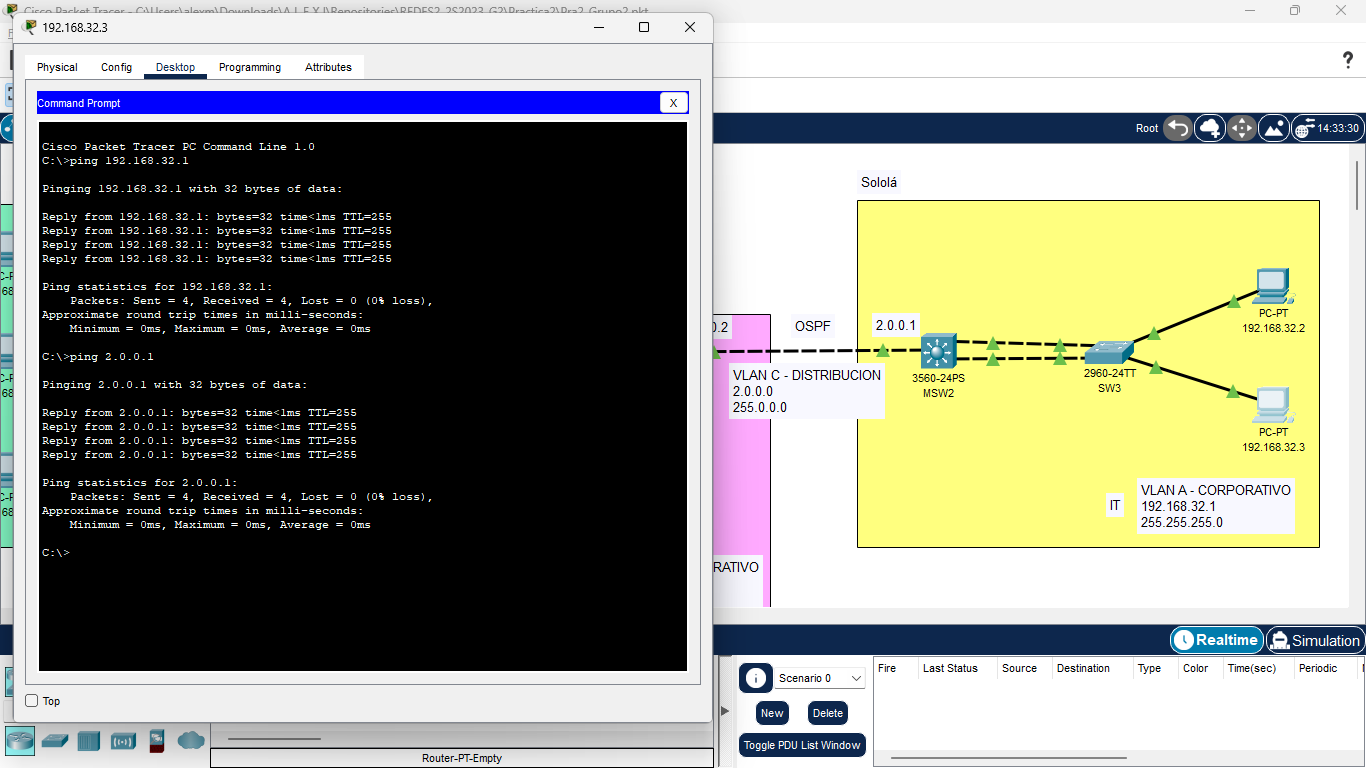 Cisco Packet Tracer - C:\Users\alexm\Downloads\A_L_E_X_I\Repositories\REDES2_2S2023_G2\Practica2\Pra2_Grupo2.pkt
192.168.32.3
Physical Config Desktop Programming Attributes
Command Prompt X
Cisco Packet Tracer PC Command Line 1.0
C:\>ping 192.168.32.1
Pinging 192.168.32.1 with 32 bytes of data:
Reply from 192.168.32.1: bytes=32 time<1ms TTL=255
Reply from 192.168.32.1: bytes=32 time<1ms TTL=255
Reply from 192.168.32.1: bytes=32 time<1ms TTL=255
Reply from 192.168.32.1: bytes=32 time<1ms TTL=255
Ping statistics for 192.168.32.1:
Packets: Sent = 4, Received = 4, Lost = 0 (0% loss),
Approximate round trip times in milli-seconds:
Minimum = 0ms, Maximum = 0ms, Average = 0ms
C:\>ping 2.0.0.1
Pinging 2.0.0.1 with 32 bytes of data:
Reply from 2.0.0.1: bytes=32 time<1ms TTL=255
Reply from 2.0.0.1: bytes=32 time<1ms TTL=255
Reply from 2.0.0.1: bytes=32 time<1ms TTL=255
Reply from 2.0.0.1: bytes=32 time<1ms TTL=255
Ping statistics for 2.0.0.1:
Packets: Sent = 4, Received = 4, Lost = 0 (0% loss),
Approximate round trip times in milli-seconds:
Minimum = 0ms, Maximum = 0ms, Average = 0ms
C:\>
Top
?
Root 14:33:30
Sololá
0.2
OSPF
2.0.0.1
VLAN C - DISTRIBUCION
2.0.0.0
255.0.0.0
3560-24PS
MSW2
2960-24TT
SW3
PC-PT
192.168.32.2
PC-PT
192.168.32.3
IT
VLAN A - CORPORATIVO
192.168.32.1
255.255.255.0
RATIVO
Realtime Simulation
Scenario 0
New Delete
Toggle PDU List Window
Fire Last Status Source Destination Type Color Time(sec) Periodic
Router-PT-Empty